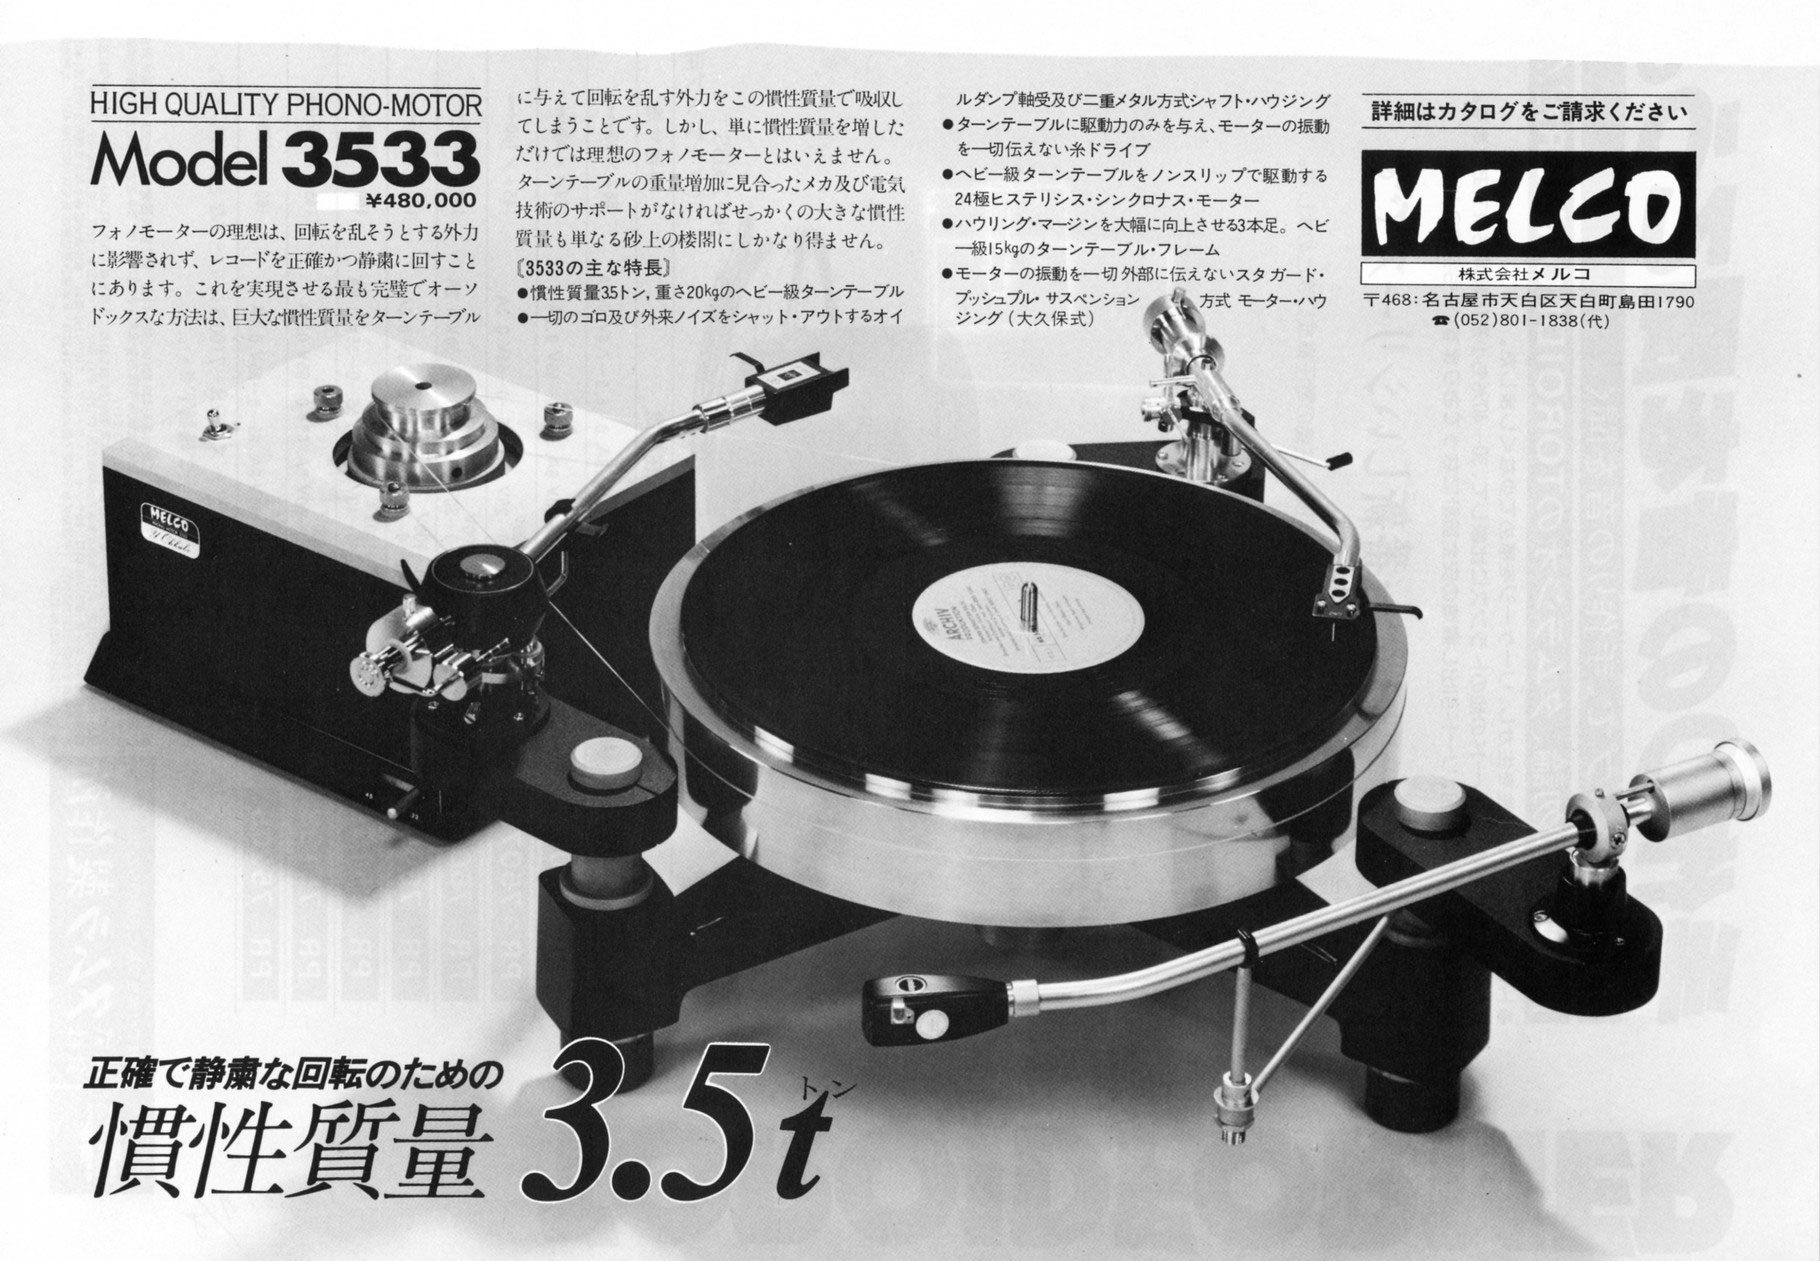 HIGH QUALITY PHONO-MOTOR
Model 3533
¥480,000
フォノモーターの理想は、回転を乱そうとする外力
に影響されず、レコードを正確かつ静粛に回すこと
にあります。これを実現させる最も完璧でオーソ
ドックスな方法は、巨大な慣性質量をターンテーブル
に与えて回転を乱す外力をこの慣性質量で吸収し
てしまうことです。しかし、単に慣性質量を増した
だけでは理想のフォノモーターとはいえません。
ターンテーブルの重量増加に見合ったメカ及び電気
技術のサポートがなければせっかくの大きな慣性
質量も単なる砂上の楼閣にしかなり得ません。
〔3533の主な特長〕
●慣性質量3.5トン,重さ20kgのヘビー級ターンテーブル
●一切のゴロ及び外来ノイズをシャット・アウトするオイ
ルダンプ軸受及び二重メタル方式シャフト・ハウジング
●ターンテーブルに駆動力のみを与え、モーターの振動
を一切伝えない糸ドライブ
●ヘビー級ターンテーブルをノンスリップで駆動する
24極ヒステリシス・シンクロナス・モーター
●ハウリング・マージンを大幅に向上させる3本足。ヘビ
一級15kgのターンテーブル・フレーム
●モーターの振動を一切外部に伝えないスタガード・
プッシュプル・サスペンション方式 モーター・ハウ
ジング(大久保式)
詳細はカタログをご請求ください
MELCO
株式会社メルコ
〒468:名古屋市天白区天白町島田1790
☎(052)801-1838(代)
MELCO
ARCHIV
PRODUKTION
正確で静粛な回転のための
慣性質量3.5t
トン